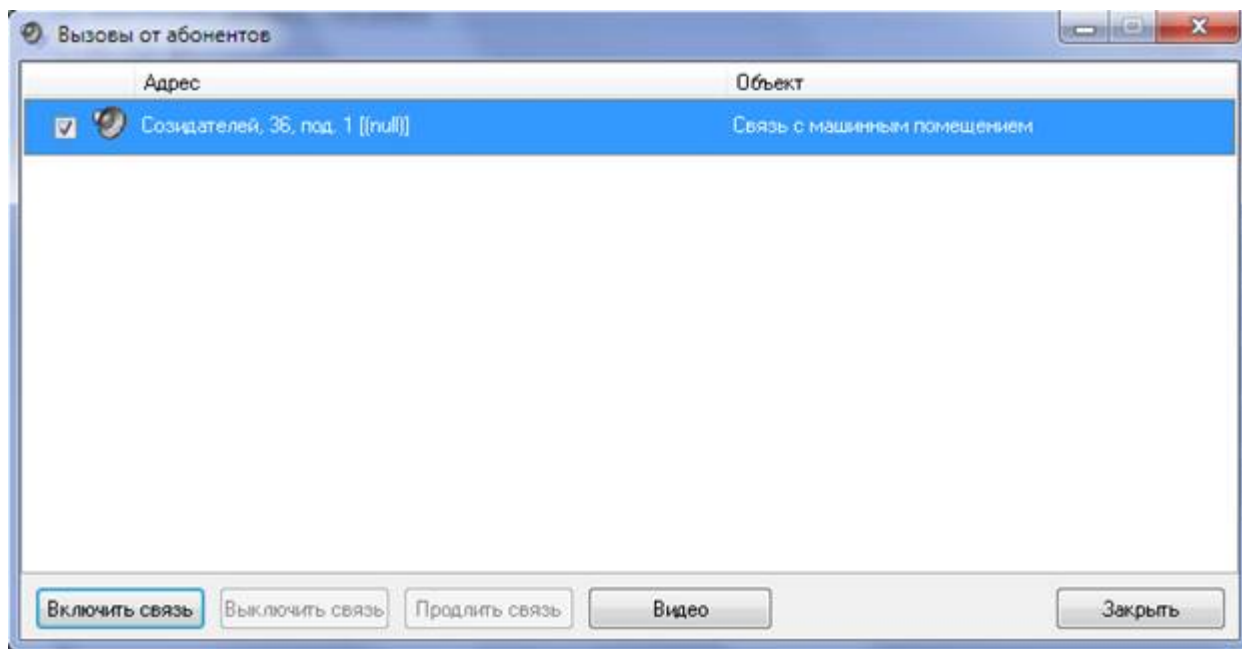 Вызовы от абонентов
Адрес Объект
Созидателей, 36, под. 1 [(null)] Связь с машинным помещением
Включить связь Выключить связь Продлить связь Видео Закрыть